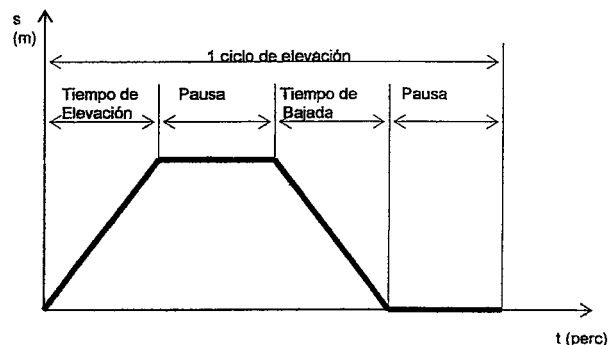 s
(m)
1 ciclo de elevación
Tiempo de
Elevación
Pausa
Tiempo de
Bajada
Pausa
t (perc)